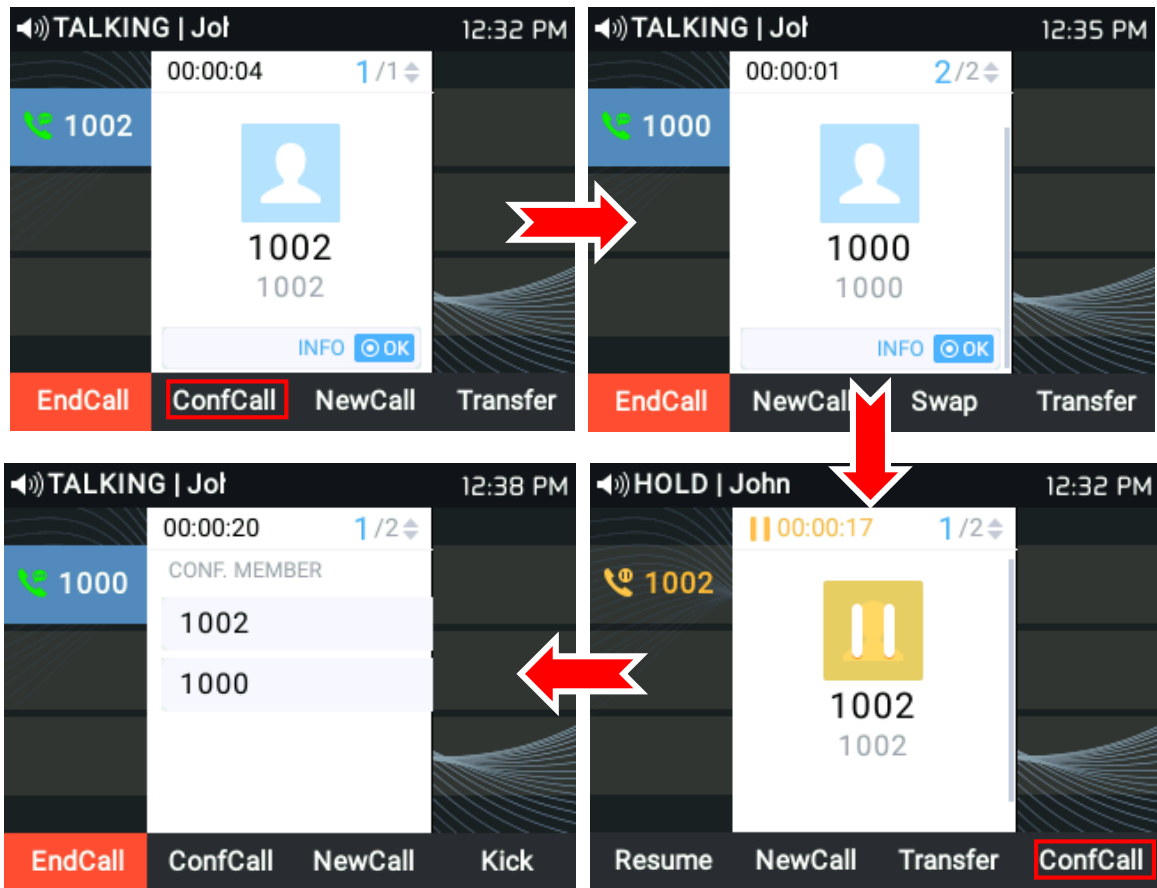 TALKING | Joh
12:32 PM
00:00:04 1/1
1002
1002
1002
INFO OK
EndCall ConfCall NewCall Transfer
TALKING | Joh
12:35 PM
00:00:01 2/2
1000
1000
1000
INFO OK
EndCall NewCall Swap Transfer
TALKING | Joh
12:38 PM
00:00:20 1/2
1000
CONF. MEMBER
1002
1000
EndCall ConfCall NewCall Kick
HOLD | John
12:32 PM
00:00:17 1/2
1002
1002
1002
Resume NewCall Transfer ConfCall